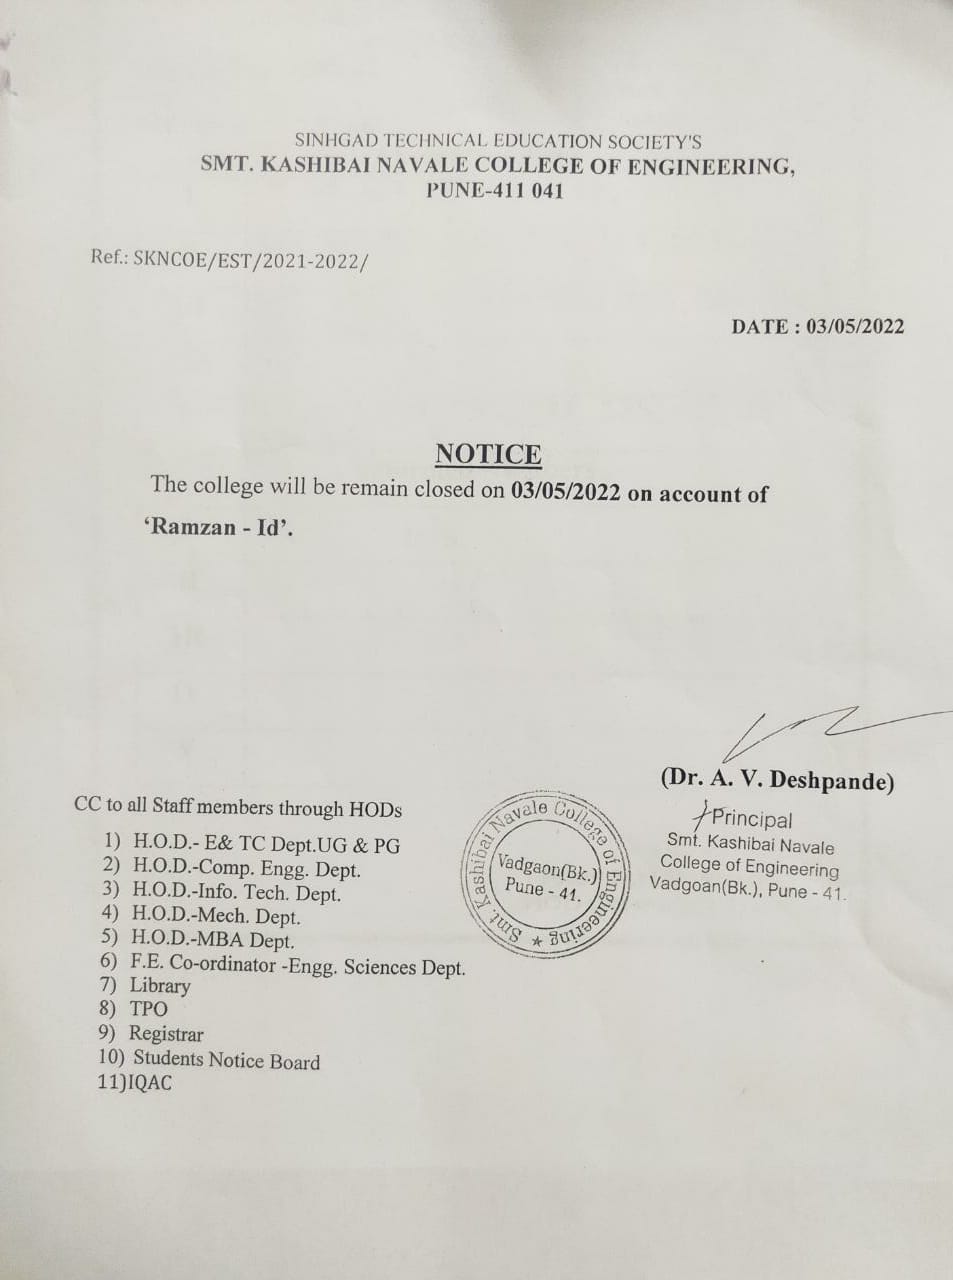 SINHGAD TECHNICAL EDUCATION SOCIETY'S
SMT. KASHIBAI NAVALE COLLEGE OF ENGINEERING,
PUNE-411 041
Ref.: SKNCOE/EST/2021-2022/
DATE : 03/05/2022
NOTICE
The college will be remain closed on 03/05/2022 on account of
‘Ramzan - Id’.
(Dr. A. V. Deshpande)
Principal
Smt. Kashibai Navale
College of Engineering
Vadgoan(Bk.), Pune - 41.
Smt. Kashibai Navale College of Engineering ★
Vadgaon(Bk.)
Pune - 41.
CC to all Staff members through HODs
1) H.O.D.- E& TC Dept.UG & PG
2) H.O.D.-Comp. Engg. Dept.
3) H.O.D.-Info. Tech. Dept.
4) H.O.D.-Mech. Dept.
5) H.O.D.-MBA Dept.
6) F.E. Co-ordinator -Engg. Sciences Dept.
7) Library
8) TPO
9) Registrar
10) Students Notice Board
11)IQAC